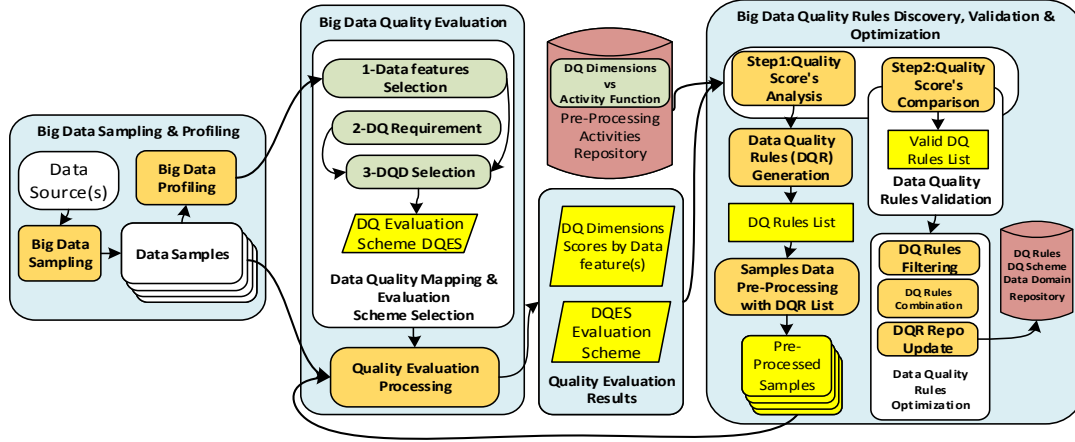 Big Data Sampling & Profiling
Data
Source(s)
Big Data
Profiling
Big Data
Sampling
Data Samples
Big Data Quality Evaluation
1-Data features
Selection
2-DQ Requirement
3-DQD Selection
DQ Evaluation
Scheme DQES
Data Quality Mapping &
Evaluation
Scheme Selection
Quality Evaluation
Processing
DQ Dimensions
vs
Activity Function
Pre-Processing
Activities
Repository
DQ Dimensions
Scores by Data
feature(s)
DQES
Evaluation
Scheme
Quality Evaluation
Results
Big Data Quality Rules Discovery, Validation &
Optimization
Step1:Quality
Score's
Analysis
Data Quality
Rules (DQR)
Generation
DQ Rules List
Samples Data
Pre-Processing
with DQR List
Pre-
Processed
Samples
Step2:Quality
Score's
Comparison
Valid DQ
Rules List
Data Quality
Rules Validation
DQ Rules
Filtering
DQ Rules
Combination
DQR Repo
Update
Data Quality
Rules
Optimization
DQ Rules
DQ Scheme
Data Domain
Repository